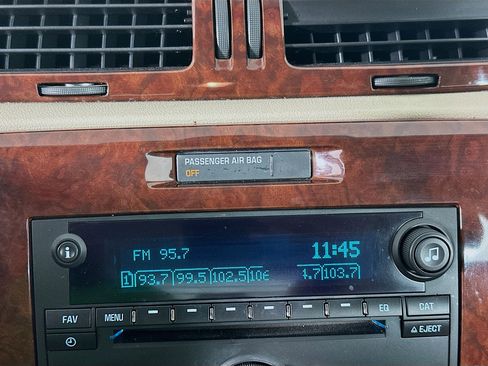 PASSENGER AIR BAG
OFF
FM 95.7 11:45
1 93.7 99.5 102.5 103.7
FAV MENU EQ CAT
EJECT